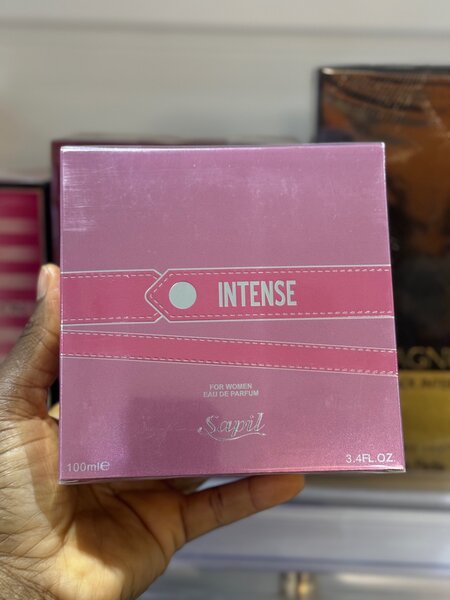 INTENSE
FOR WOMEN
EAU DE PARFUM
Sapil
100ml℮
3.4FL.OZ.